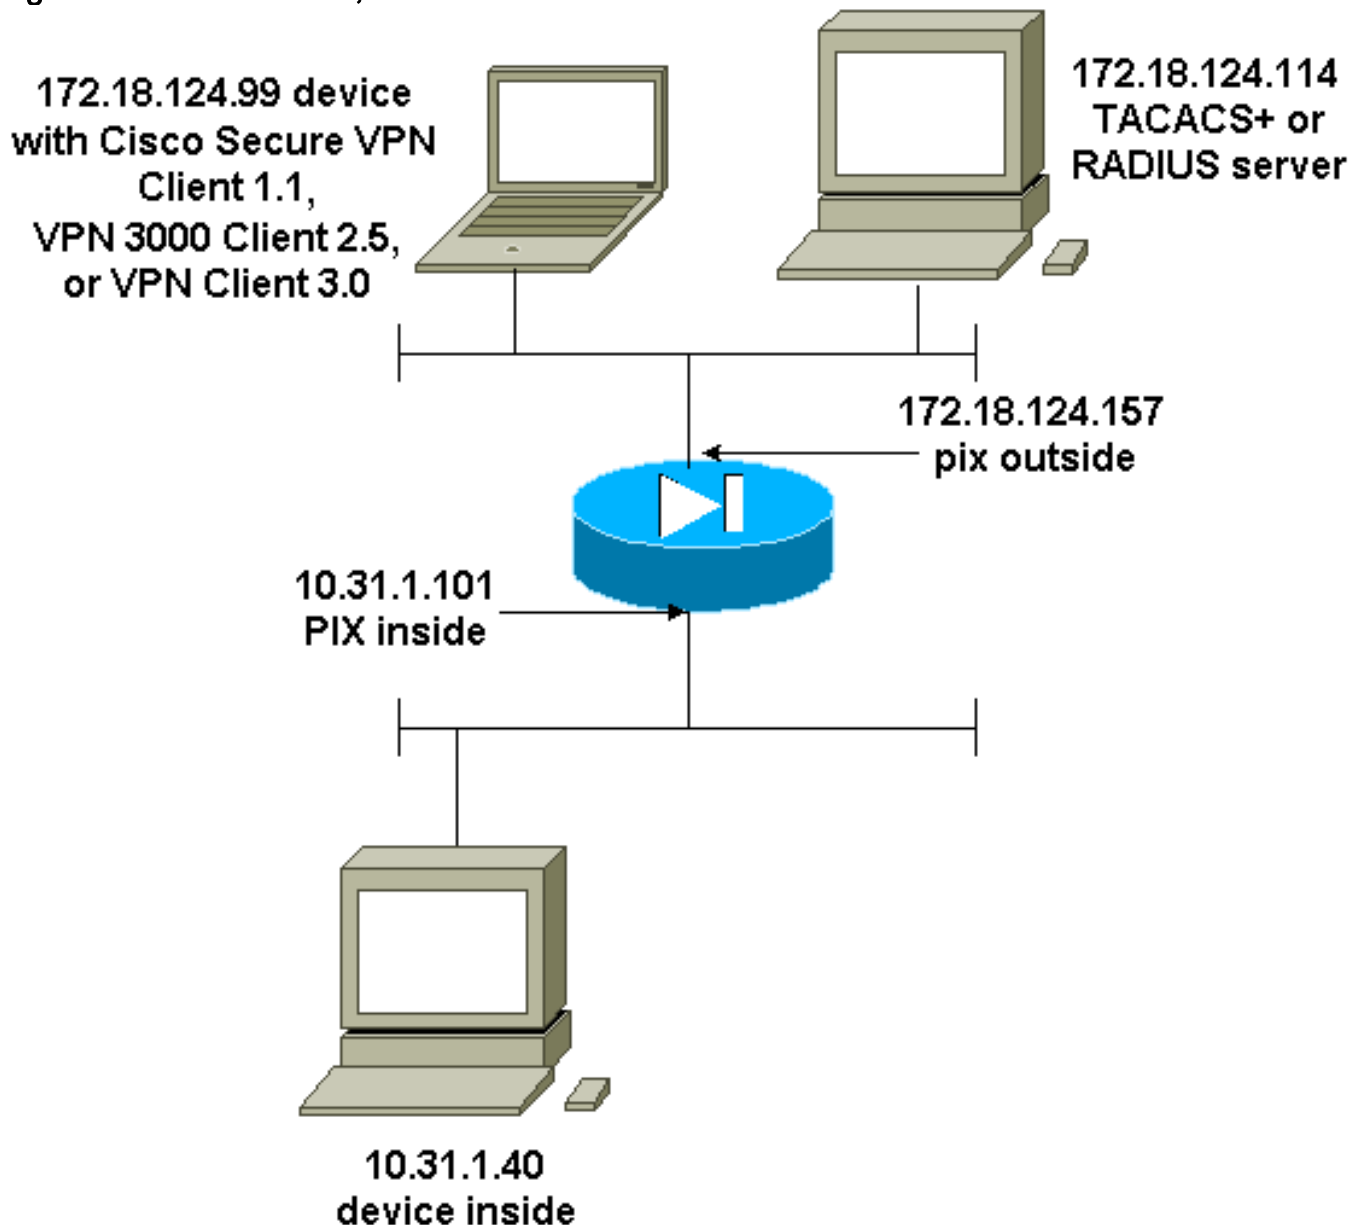 172.18.124.99 device
with Cisco Secure VPN
Client 1.1,
VPN 3000 Client 2.5,
or VPN Client 3.0
172.18.124.114
TACACS+ or
RADIUS server
172.18.124.157
pix outside
10.31.1.101
PIX inside
10.31.1.40
device inside